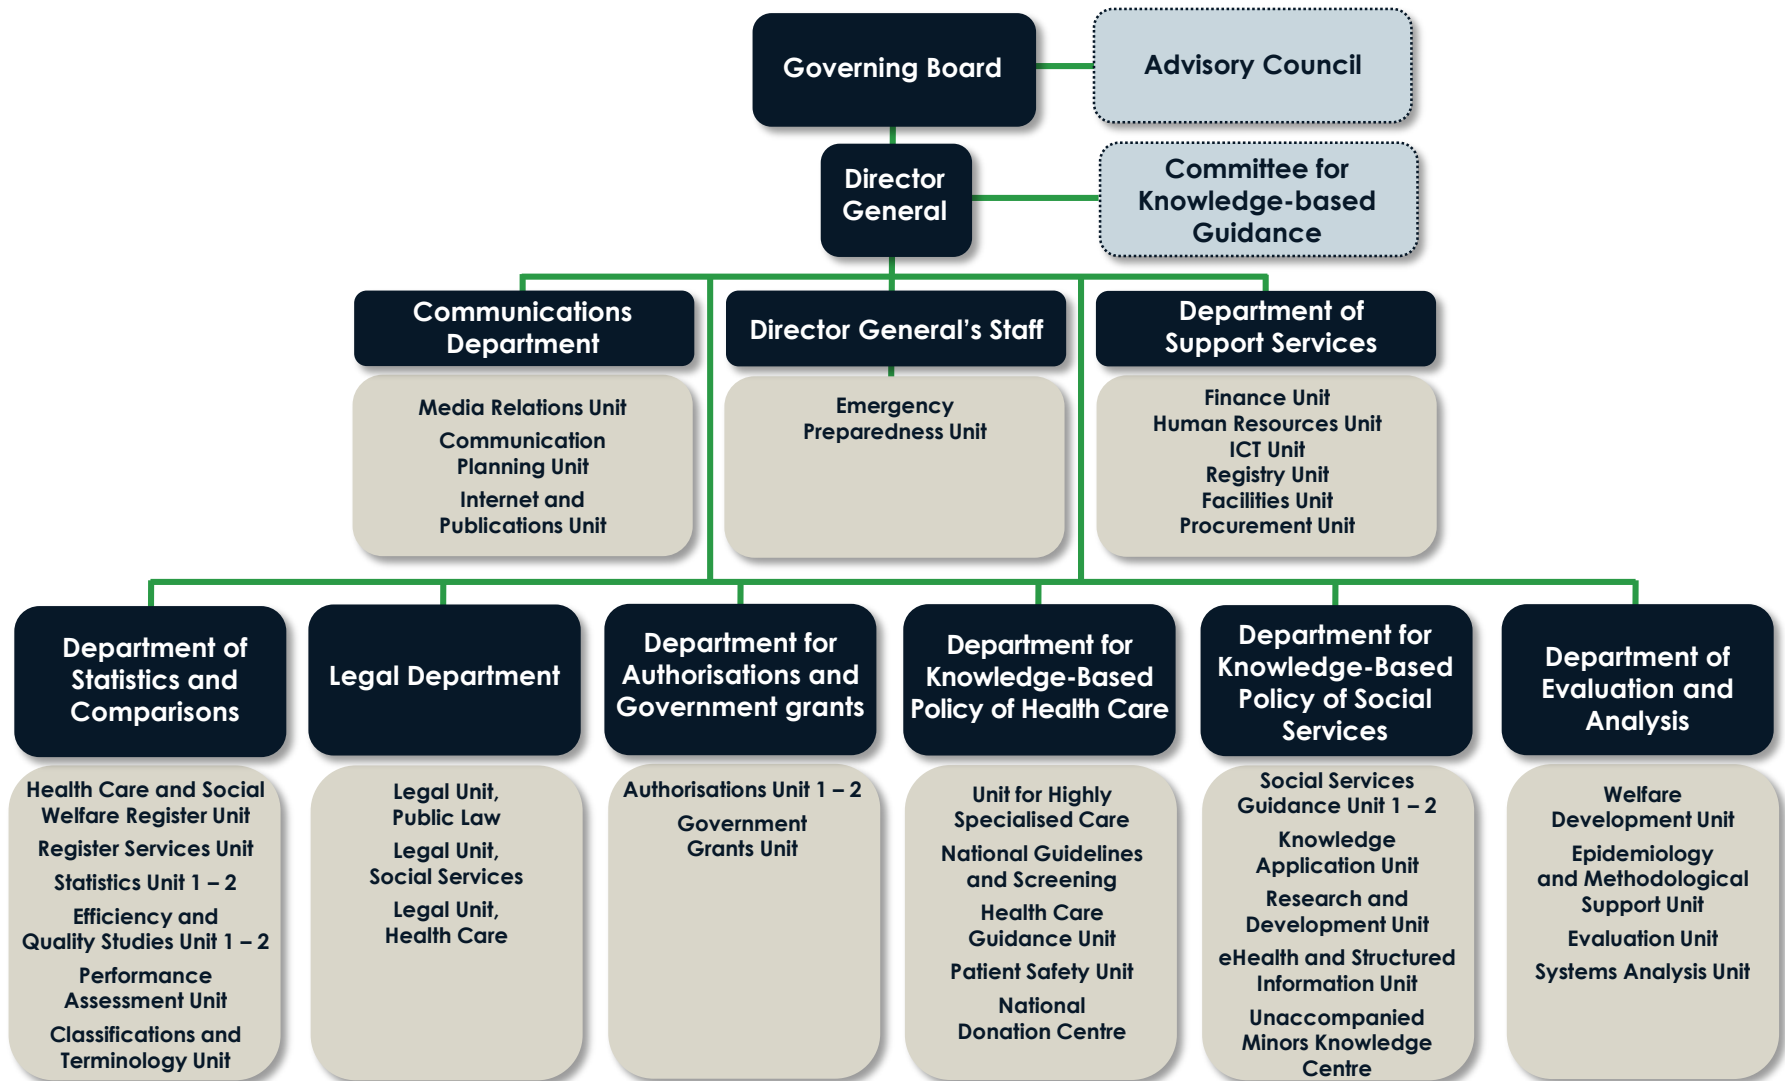 Governing Board
Advisory Council
Director
General
Committee for
Knowledge-based
Guidance
Communications
Department
Director General’s Staff
Department of
Support Services
Media Relations Unit
Communication
Planning Unit
Internet and
Publications Unit
Emergency
Preparedness Unit
Finance Unit
Human Resources Unit
ICT Unit
Registry Unit
Facilities Unit
Procurement Unit
Department of
Statistics and
Comparisons
Legal Department
Department for
Authorisations and
Government grants
Department for
Knowledge-Based
Policy of Health Care
Department for
Knowledge-Based
Policy of Social
Services
Department of
Evaluation and
Analysis
Health Care and Social
Welfare Register Unit
Register Services Unit
Statistics Unit 1 – 2
Efficiency and
Quality Studies Unit 1 – 2
Performance
Assessment Unit
Classifications and
Terminology Unit
Legal Unit,
Public Law
Legal Unit,
Social Services
Legal Unit,
Health Care
Authorisations Unit 1 – 2
Government
Grants Unit
Unit for Highly
Specialised Care
National Guidelines
and Screening
Health Care
Guidance Unit
Patient Safety Unit
National
Donation Centre
Social Services
Guidance Unit 1 – 2
Knowledge
Application Unit
Research and
Development Unit
eHealth and Structured
Information Unit
Unaccompanied
Minors Knowledge
Centre
Welfare
Development Unit
Epidemiology
and Methodological
Support Unit
Evaluation Unit
Systems Analysis Unit